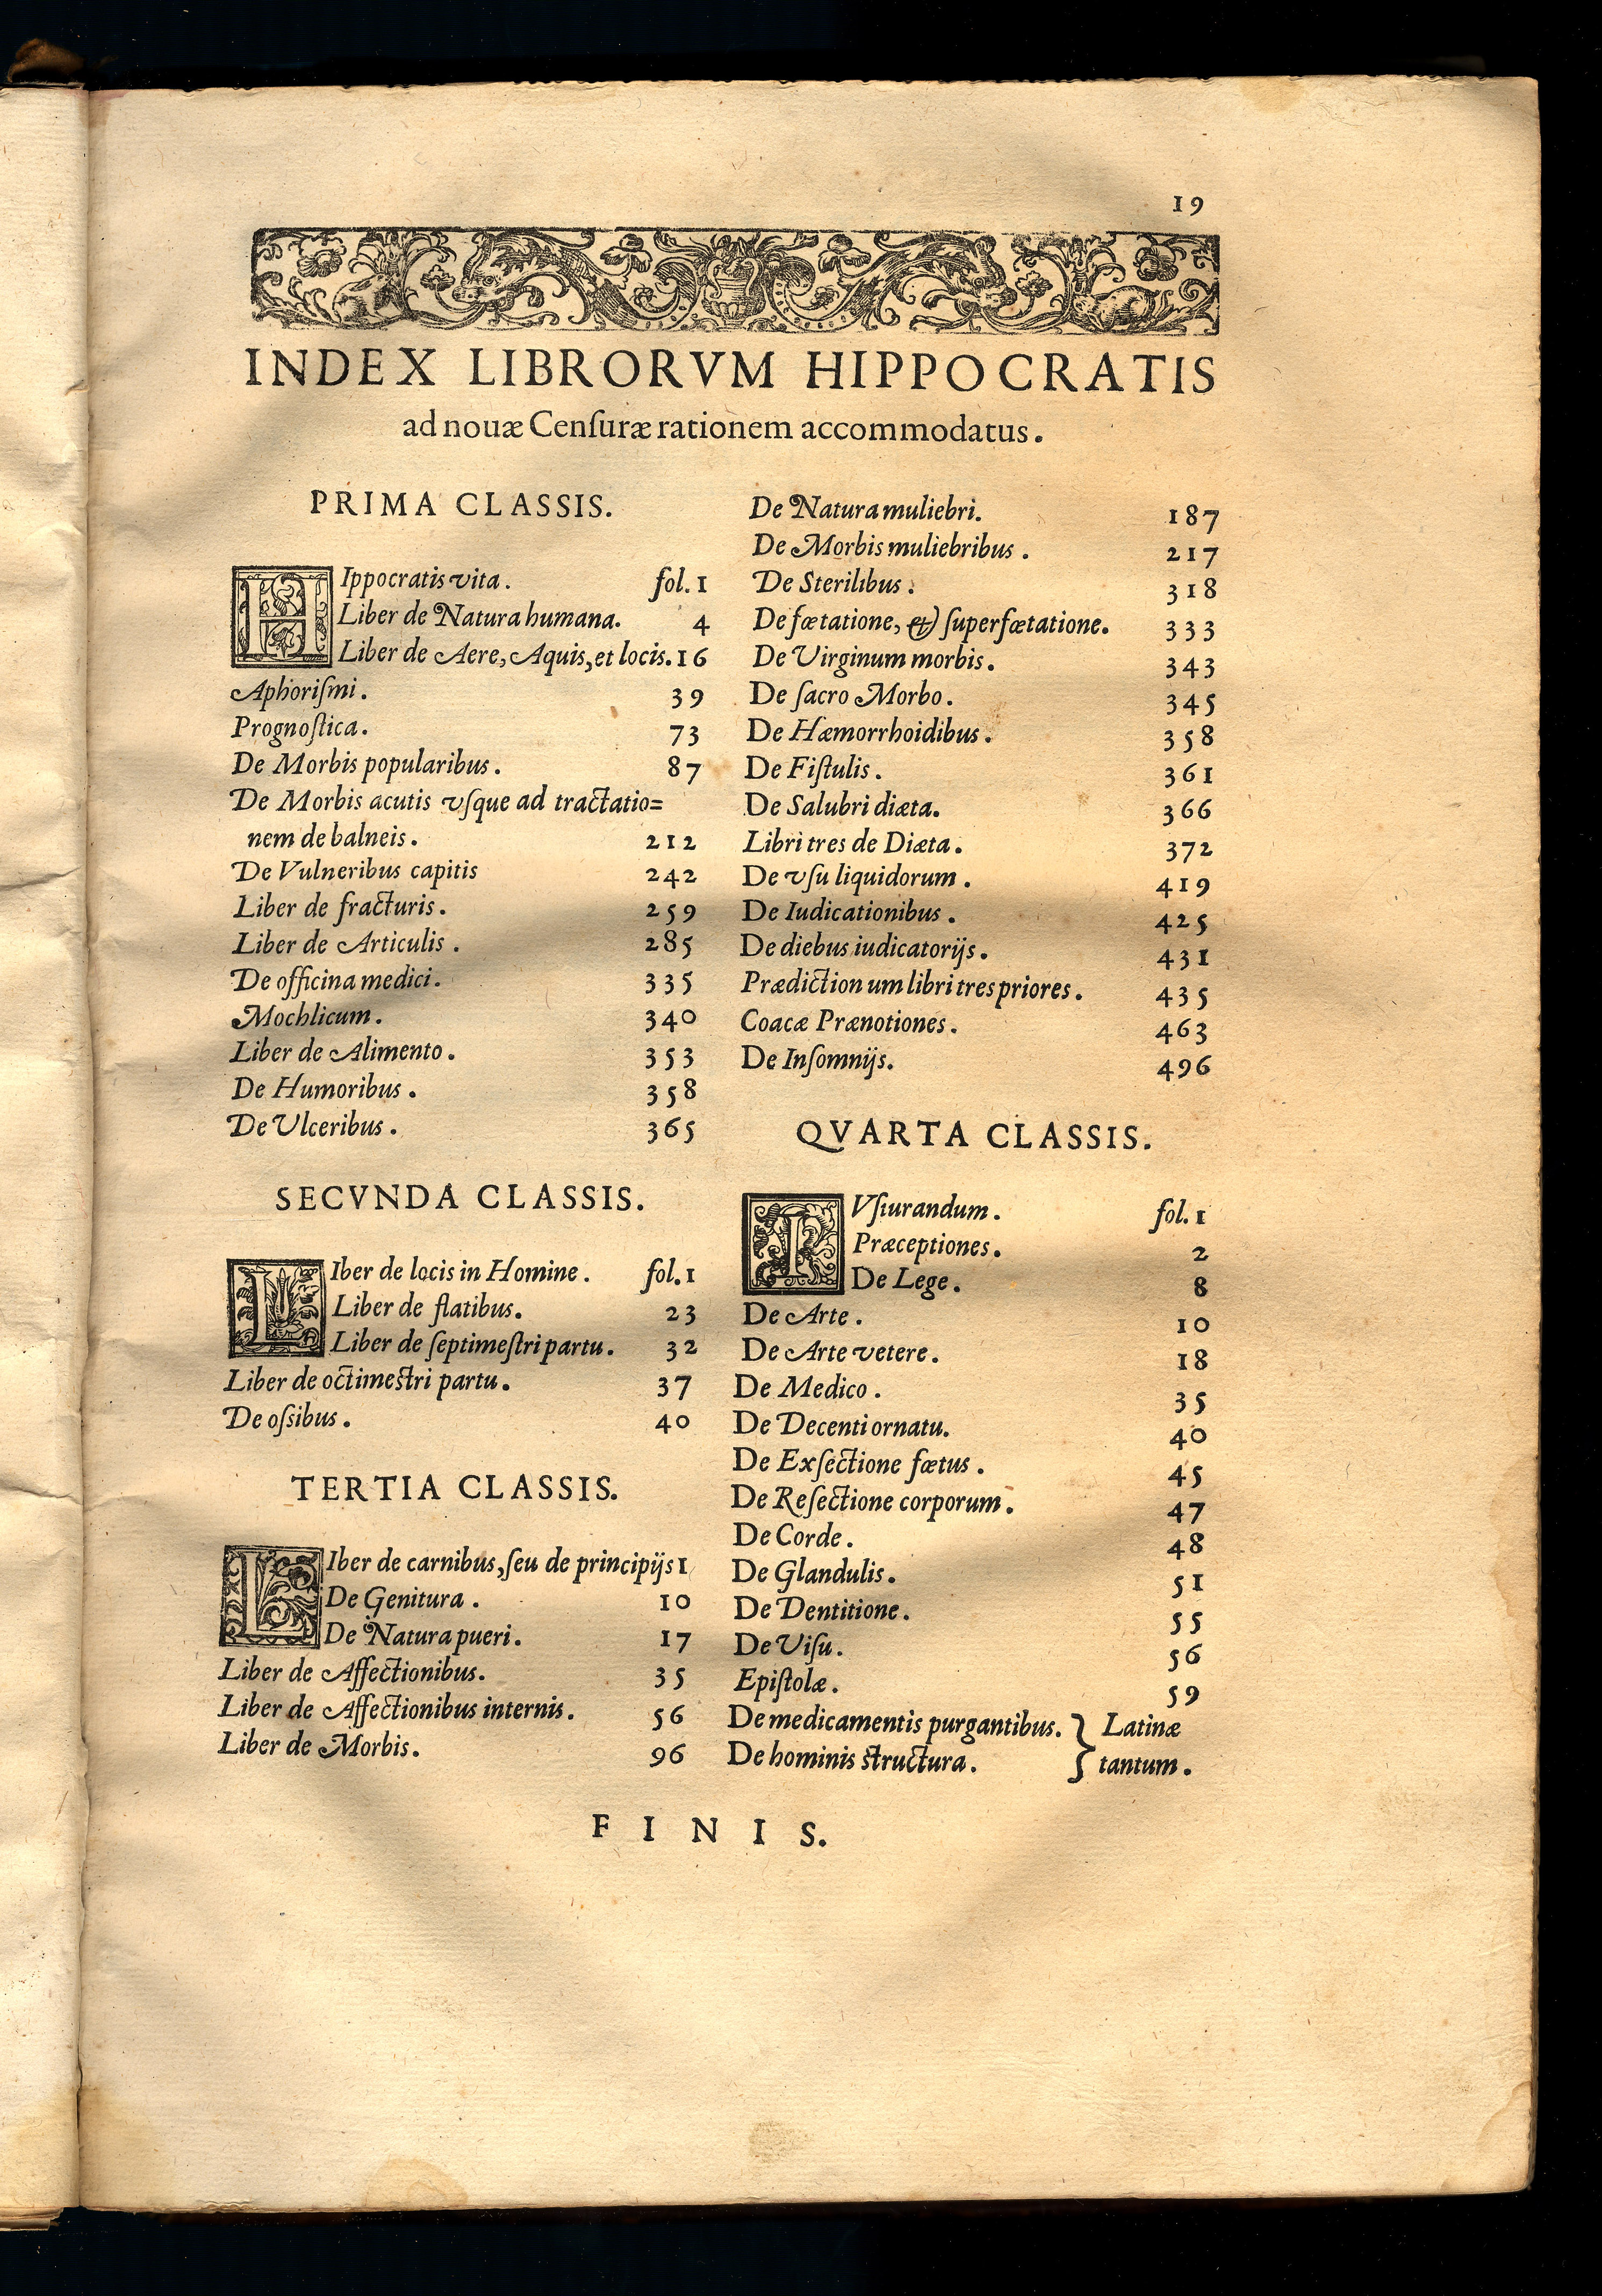 19
INDEX LIBRORVM HIPPOCRATIS
ad nouæ Cenſuræ rationem accommodatus.
PRIMA CLASSIS.
HIppocratis vita. fol. 1
Liber de Natura humana. 4
Liber de Aere, Aquis, et locis. 16
Aphoriſmi. 39
Prognoſtica. 73
De Morbis popularibus. 87
De Morbis acutis vſque ad tractatio=
nem de balneis. 212
De Vulneribus capitis 242
Liber de fracturis. 259
Liber de Articulis. 285
De officina medici. 335
Mochlicum. 340
Liber de Alimento. 353
De Humoribus. 358
De Ulceribus. 365
SECVNDA CLASSIS.
LIber de locis in Homine. fol. 1
Liber de flatibus. 23
Liber de ſeptimeſtri partu. 32
Liber de octimeſtri partu. 37
De oſsibus. 40
TERTIA CLASSIS.
LIber de carnibus, ſeu de principijs 1
De Genitura. 10
De Natura pueri. 17
Liber de Affectionibus. 35
Liber de Affectionibus internis. 56
Liber de Morbis. 96
De Natura muliebri. 187
De Morbis muliebribus. 217
De Sterilibus. 318
De fœtatione, & ſuperfœtatione. 333
De Virginum morbis. 343
De ſacro Morbo. 345
De Hæmorrhoidibus. 358
De Fiſtulis. 361
De Salubri diæta. 366
Libri tres de Diæta. 372
De vſu liquidorum. 419
De Iudicationibus. 425
De diebus iudicatorijs. 431
Prædictionum libri tres priores. 435
Coacæ Prænotiones. 463
De Inſomnijs. 496
QVARTA CLASSIS.
IVſiurandum. fol. 1
Præceptiones. 2
De Lege. 8
De Arte. 10
De Arte vetere. 18
De Medico. 35
De Decenti ornatu. 40
De Exſectione fœtus. 45
De Reſectione corporum. 47
De Corde. 48
De Glandulis. 51
De Dentitione. 55
De Viſu. 56
Epiſtolæ. 59
De medicamentis purgantibus. } Latinæ
De hominis ſtructura. } tantum.
FINIS.